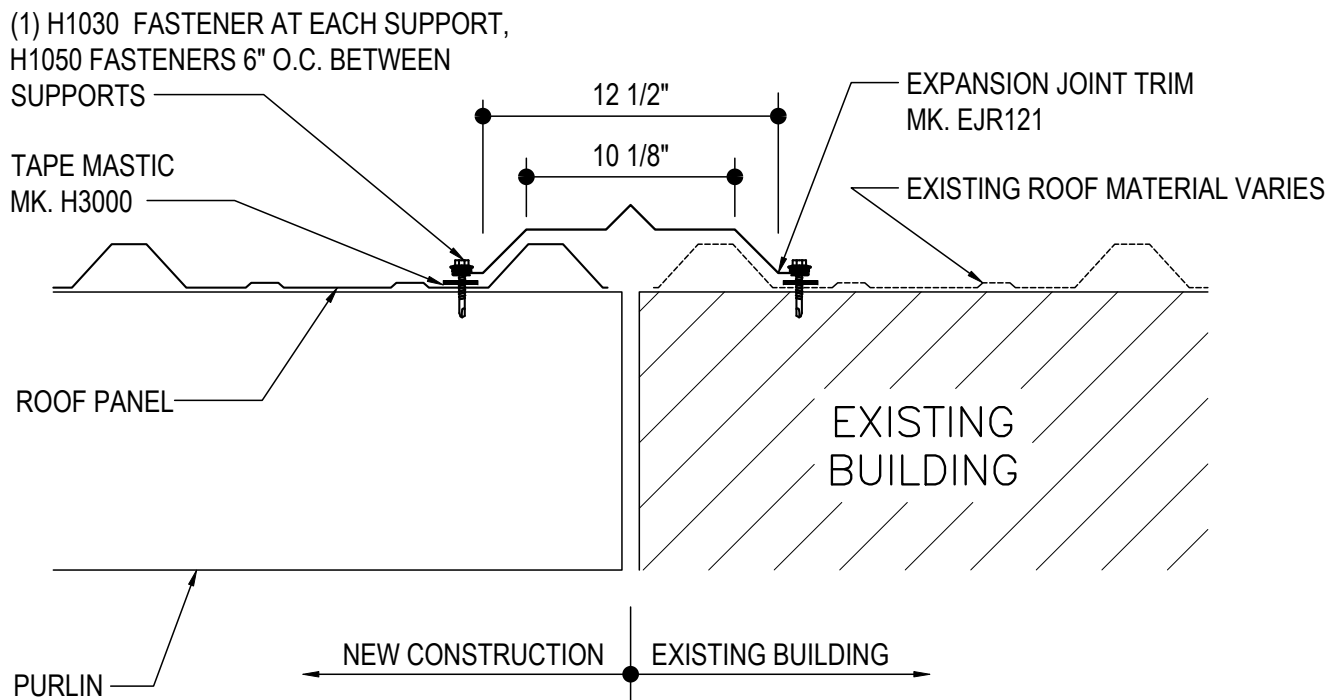 (1) H1030 FASTENER AT EACH SUPPORT,
H1050 FASTENERS 6" O.C. BETWEEN
SUPPORTS
12 1/2"
EXPANSION JOINT TRIM
MK. EJR121
10 1/8"
TAPE MASTIC
MK. H3000
EXISTING ROOF MATERIAL VARIES
ROOF PANEL
EXISTING
BUILDING
NEW CONSTRUCTION
EXISTING BUILDING
PURLIN